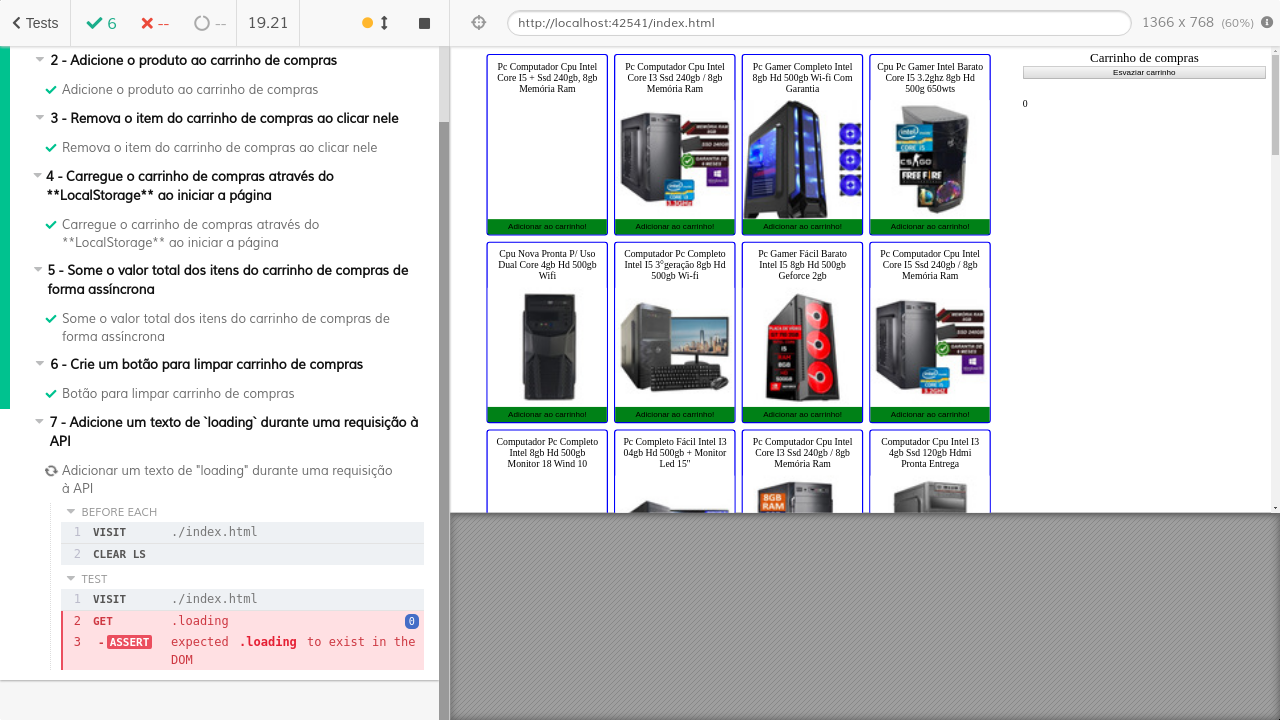 Tests
6
--
--
19.21
http://localhost:42541/index.html
1366 x 768 (60%)
2 - Adicione o produto ao carrinho de compras
Adicione o produto ao carrinho de compras
3 - Remova o item do carrinho de compras ao clicar nele
Remova o item do carrinho de compras ao clicar nele
4 - Carregue o carrinho de compras através do
**LocalStorage** ao iniciar a página
Carregue o carrinho de compras através do
**LocalStorage** ao iniciar a página
5 - Some o valor total dos itens do carrinho de compras de
forma assíncrona
Some o valor total dos itens do carrinho de compras de
forma assíncrona
6 - Crie um botão para limpar carrinho de compras
Botão para limpar carrinho de compras
7 - Adicione um texto de `loading` durante uma requisição à
API
Adicionar um texto de "loading" durante uma requisição
à API
BEFORE EACH
1 VISIT ./index.html
2 CLEAR LS
TEST
1 VISIT ./index.html
2 GET .loading 0
3 -ASSERT expected .loading to exist in the
DOM
Pc Computador Cpu Intel
Core I5 + Ssd 240gb, 8gb
Memória Ram
Adicionar ao carrinho!
Pc Computador Cpu Intel
Core I3 Ssd 240gb / 8gb
Memória Ram
Adicionar ao carrinho!
Pc Gamer Completo Intel
8gb Hd 500gb Wi-fi Com
Garantia
Adicionar ao carrinho!
Cpu Pc Gamer Intel Barato
Core I5 3.2ghz 8gb Hd
500g 650wts
intel
CORE i5
CS:GO
FREE FIRE
Adicionar ao carrinho!
Cpu Nova Pronta P/ Uso
Dual Core 4gb Hd 500gb
Wifi
Adicionar ao carrinho!
Computador Pc Completo
Intel I5 3°geração 8gb Hd
500gb Wi-fi
Adicionar ao carrinho!
Pc Gamer Fácil Barato
Intel I5 8gb Hd 500gb
Geforce 2gb
Adicionar ao carrinho!
Pc Computador Cpu Intel
Core I5 Ssd 240gb / 8gb
Memória Ram
Adicionar ao carrinho!
Computador Pc Completo
Intel 8gb Hd 500gb
Monitor 18 Wind 10
Pc Completo Fácil Intel I3
04gb Hd 500gb + Monitor
Led 15"
Pc Computador Cpu Intel
Core I3 Ssd 240gb / 8gb
Memória Ram
8GB
RAM
Computador Cpu Intel I3
4gb Ssd 120gb Hdmi
Pronta Entrega
Carrinho de compras
Esvaziar carrinho
0